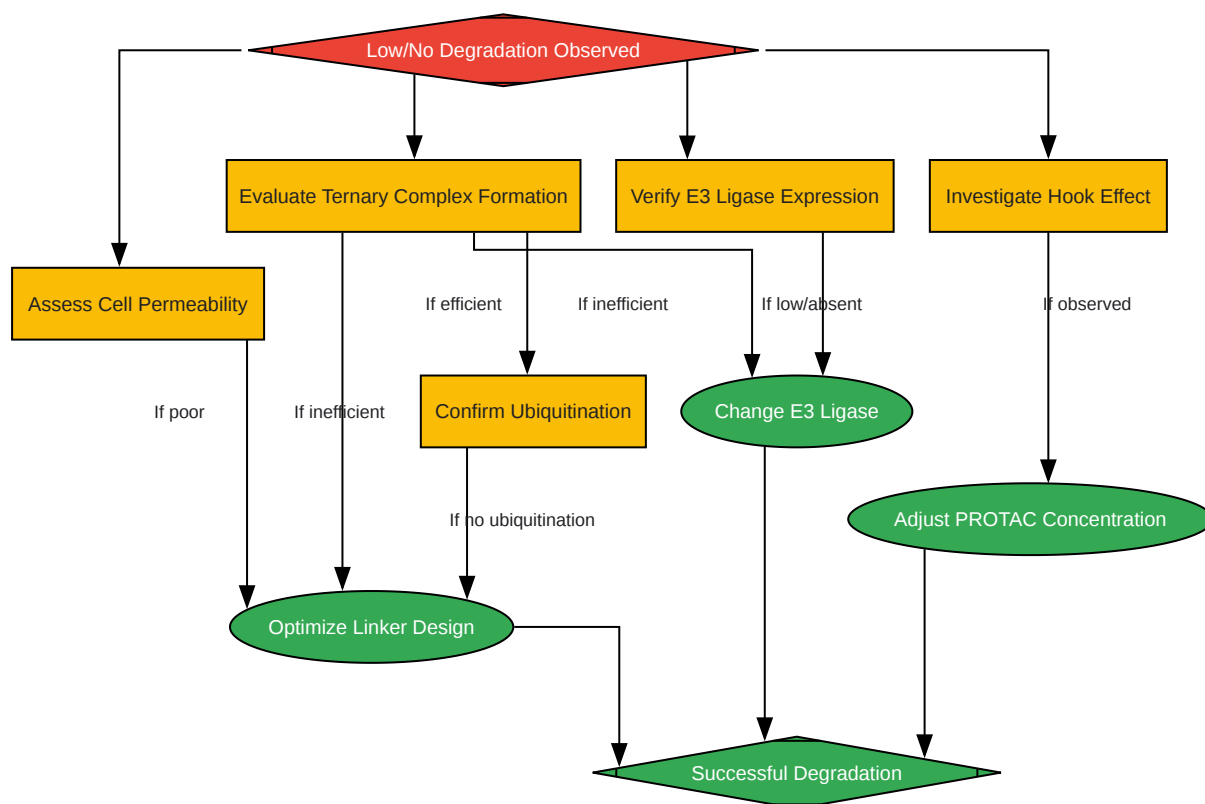 Low/No Degradation Observed
Evaluate Ternary Complex Formation
Verify E3 Ligase Expression
Investigate Hook Effect
Assess Cell Permeability
If efficient
If inefficient
If low/absent
If observed
If poor
If inefficient
Confirm Ubiquitination
Change E3 Ligase
If no ubiquitination
Adjust PROTAC Concentration
Optimize Linker Design
Successful Degradation